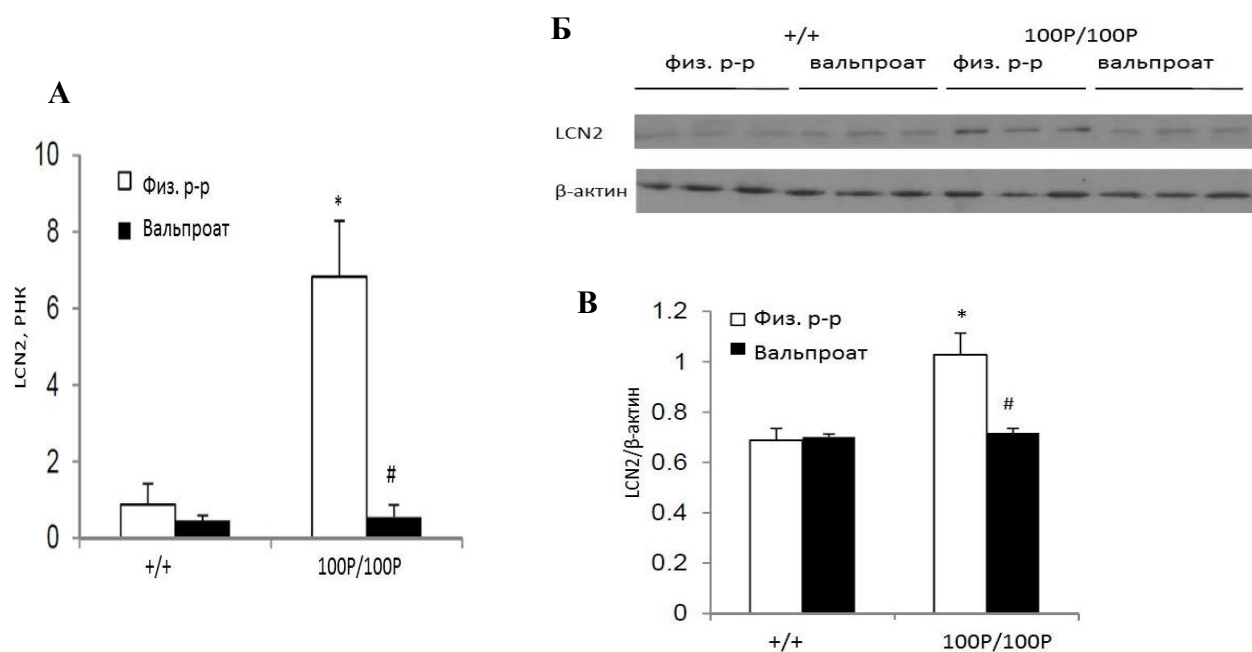 А
10
8
6
4
2
0
LCN2, РНК
Физ. р-р
Вальпроат
*
#
+/+
100P/100P
Б
+/+ 100P/100P
физ. р-р вальпроат физ. р-р вальпроат
LCN2
β-актин
В
1.2
1
0.8
0.6
0.4
0.2
0
LCN2/β-актин
Физ. р-р
Вальпроат
*
#
+/+
100P/100P